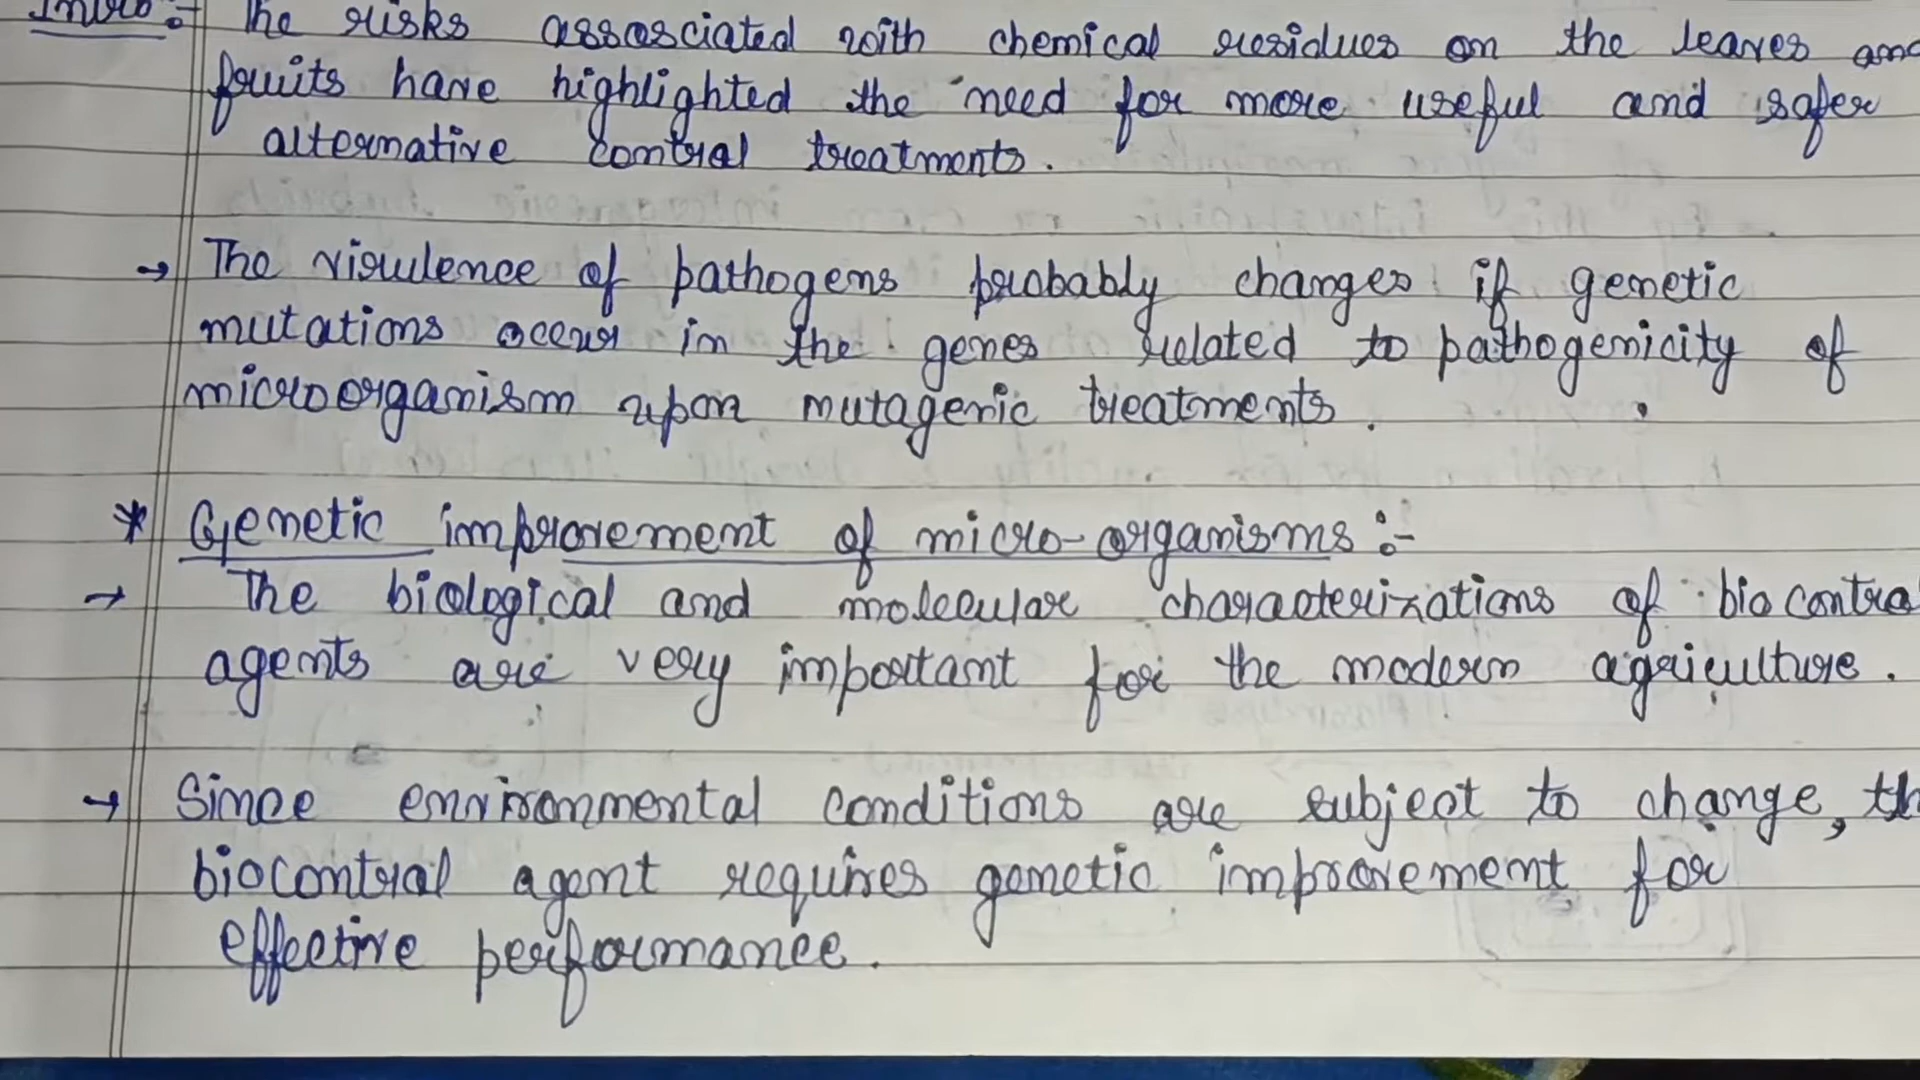 Intro :- The risks assosciated with chemical residues on the leaves and
fruits have highlighted the need for more useful and safer
alternative control treatments.
→ The virulence of pathogens probably changes if genetic
mutations occur in the genes related to pathogenicity of
microorganism upon mutagenic treatments.
* Genetic improvement of micro-organisms :-
→ The biological and molecular characterizations of bio contro
agents are very important for the modern agriculture.
→ Since environmental conditions are subject to change, th
biocontrol agent requires genetic improvement for
effective performance.